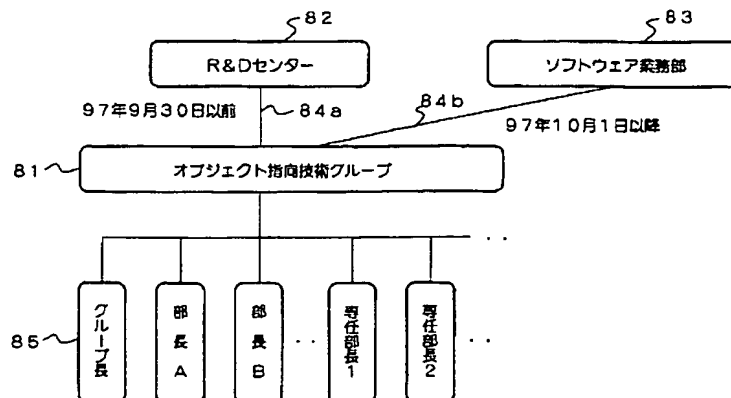 82
83
R&Dセンター
ソフトウェア業務部
97年9月30日以前
84a
84b
97年10月1日以降
81
オブジェクト指向技術グループ
‥
85
グループ長
部長A
部長B
‥
専任部長1
専任部長2
‥